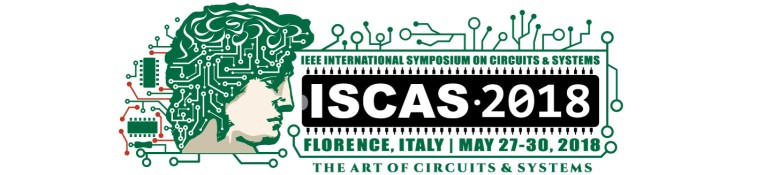 IEEE INTERNATIONAL SYMPOSIUM ON CIRCUITS & SYSTEMS
ISCAS·2018
FLORENCE, ITALY | MAY 27-30, 2018
THE ART OF CIRCUITS & SYSTEMS